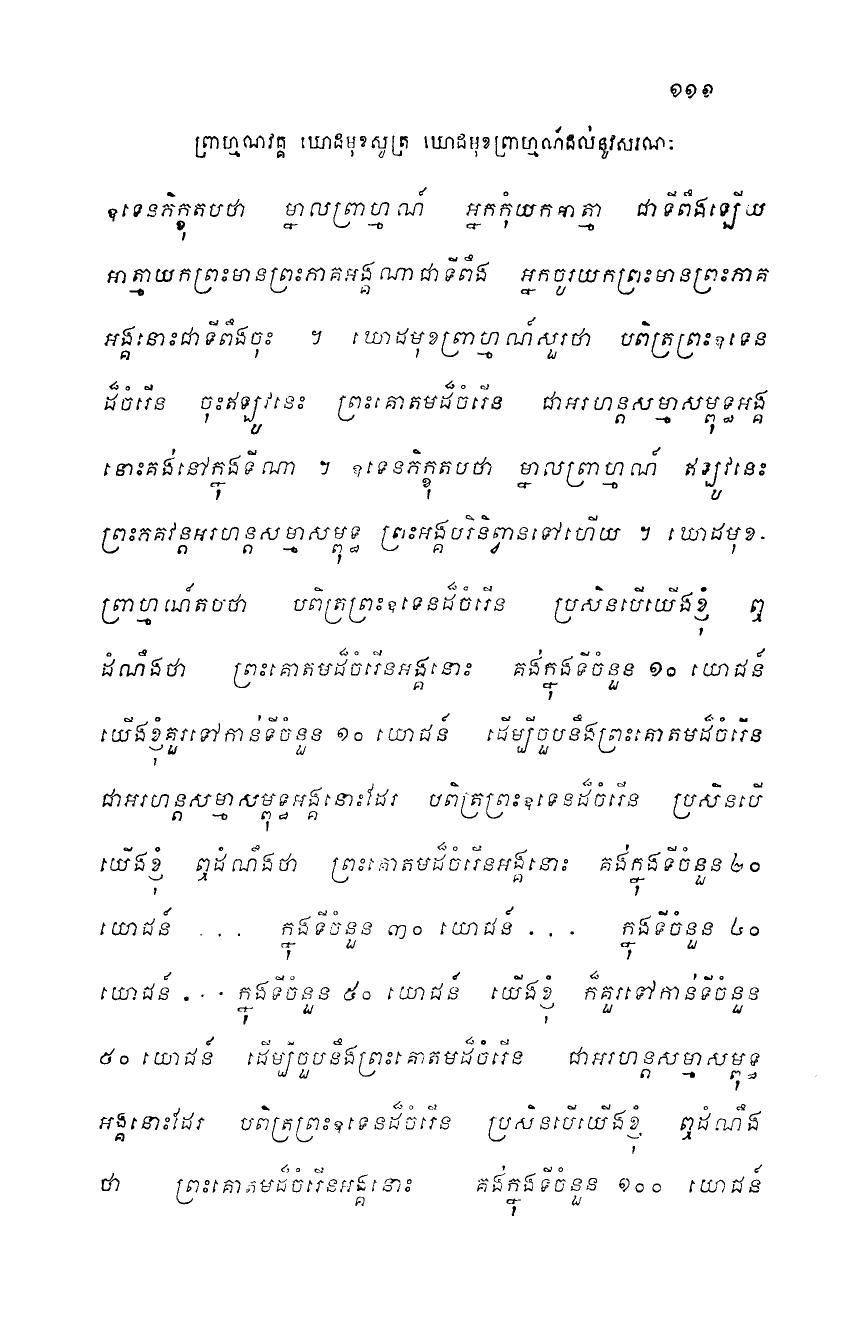 ១១១
ព្រាហ្មណវគ្គ ឃោដមុខសូត្រ ឃោដមុខព្រាហ្មណ៍ដល់នូវសរណៈ
ឧទេនភិក្ខុតបថា ម្នាលព្រាហ្មណ៍ អ្នកកុំយកអាត្មា ជាទីពឹងឡើយ
អាត្មាយកព្រះមានព្រះភាគអង្គណាជាទីពឹង អ្នកចូរយកព្រះមានព្រះភាគ
អង្គនោះជាទីពឹងចុះ ។ ឃោដមុខព្រាហ្មណ៍សួរថា បពិត្រព្រះឧទេន
ដ៏ចំរើន ចុះឥឡូវនេះ ព្រះគោតមដ៏ចំរើន ជាអរហន្តសម្មាសម្ពុទ្ធអង្គ
នោះគង់នៅក្នុងទីណា ។ ឧទេនភិក្ខុតបថា ម្នាលព្រាហ្មណ៍ ឥឡូវនេះ
ព្រះភគវន្តអរហន្តសម្មាសម្ពុទ្ធ ព្រះអង្គបរិនិព្វានទៅហើយ ។ ឃោដមុខ-
ព្រាហ្មណ៍តបថា បពិត្រព្រះឧទេនដ៏ចំរើន ប្រសិនបើយើងខ្ញុំ ឮ
ដំណឹងថា ព្រះគោតមដ៏ចំរើនអង្គនោះ គង់ក្នុងទីចំនួន ១០ យោជន៍
យើងខ្ញុំគួរទៅកាន់ទីចំនួន ១០ យោជន៍ ដើម្បីចួបនឹងព្រះគោតមដ៏ចំរើន
ជាអរហន្តសម្មាសម្ពុទ្ធអង្គនោះដែរ បពិត្រព្រះឧទេនដ៏ចំរើន ប្រសិនបើ
យើងខ្ញុំ ឮដំណឹងថា ព្រះគោតមដ៏ចំរើនអង្គនោះ គង់ក្នុងទីចំនួន ២០
យោជន៍ . . . ក្នុងទីចំនួន ៣០ យោជន៍ . . . ក្នុងទីចំនួន ៤០
យោជន៍ . . . ក្នុងទីចំនួន ៥០ យោជន៍ យើងខ្ញុំ ក៏គួរទៅកាន់ទីចំនួន
៥០ យោជន៍ ដើម្បីចួបនឹងព្រះគោតមដ៏ចំរើន ជាអរហន្តសម្មាសម្ពុទ្ធ
អង្គនោះដែរ បពិត្រព្រះឧទេនដ៏ចំរើន ប្រសិនបើយើងខ្ញុំ ឮដំណឹង
ថា ព្រះគោតមដ៏ចំរើនអង្គនោះ គង់ក្នុងទីចំនួន ១០០ យោជន៍